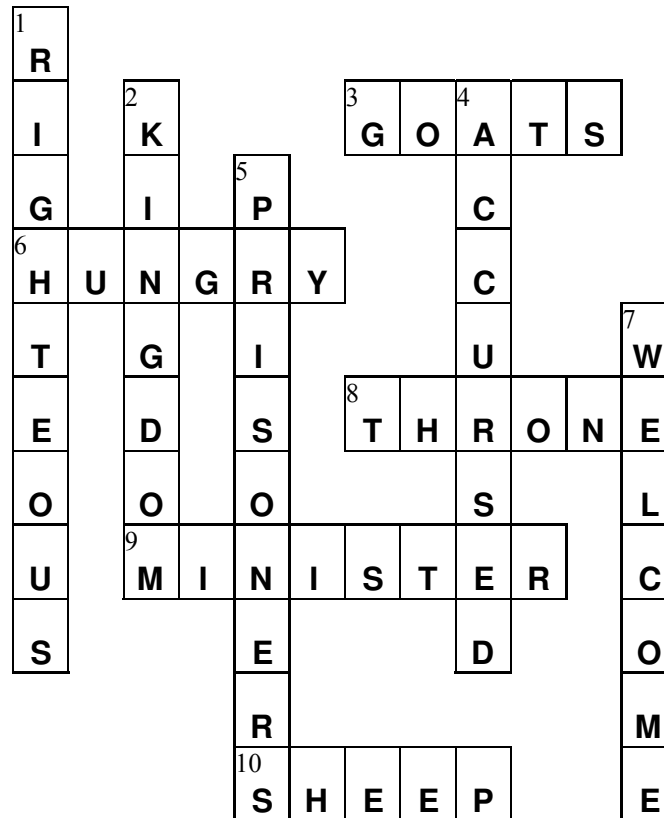 1
R
2 3 4
I K G O A T S
5
G I P C
6
H U N G R Y C
7
T G I U W
8
E D S T H R O N E
O O O S L
9
U M I N I S T E R C
S E D O
R M
10
S H E E P E